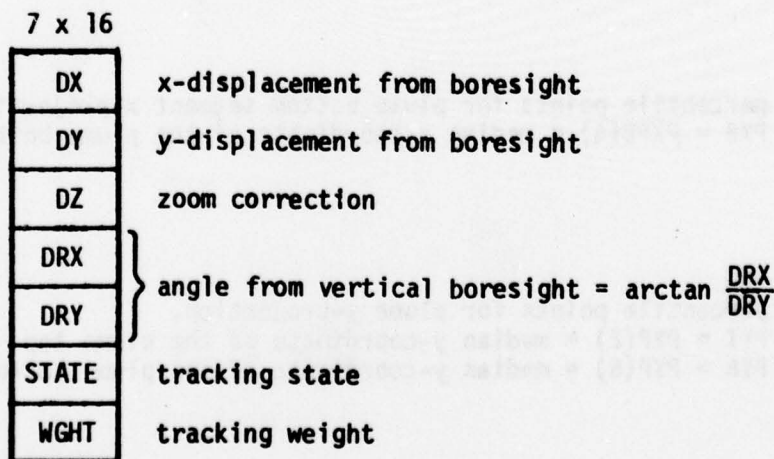 7 x 16
DX x-displacement from boresight
DY y-displacement from boresight
DZ zoom correction
DRX
DRY
angle from vertical boresight = arctan DRX
DRY
STATE tracking state
WGHT tracking weight